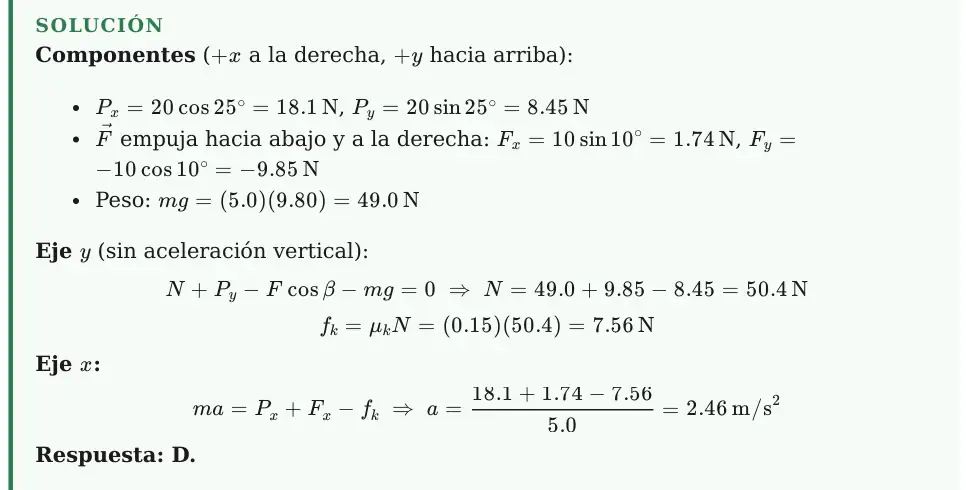 SOLUCIÓN
Componentes (+x a la derecha, +y hacia arriba):
• Pₓ = 20 cos 25° = 18.1 N, P_y = 20 sin 25° = 8.45 N
• F⃗ empuja hacia abajo y a la derecha: Fₓ = 10 sin 10° = 1.74 N, F_y =
−10 cos 10° = −9.85 N
• Peso: mg = (5.0)(9.80) = 49.0 N
Eje y (sin aceleración vertical):
N + P_y − F cos β − mg = 0 ⇒ N = 49.0 + 9.85 − 8.45 = 50.4 N
f_k = μ_k N = (0.15)(50.4) = 7.56 N
Eje x:
ma = Pₓ + Fₓ − f_k ⇒ a = (18.1 + 1.74 − 7.56)/5.0 = 2.46 m/s²
Respuesta: D.